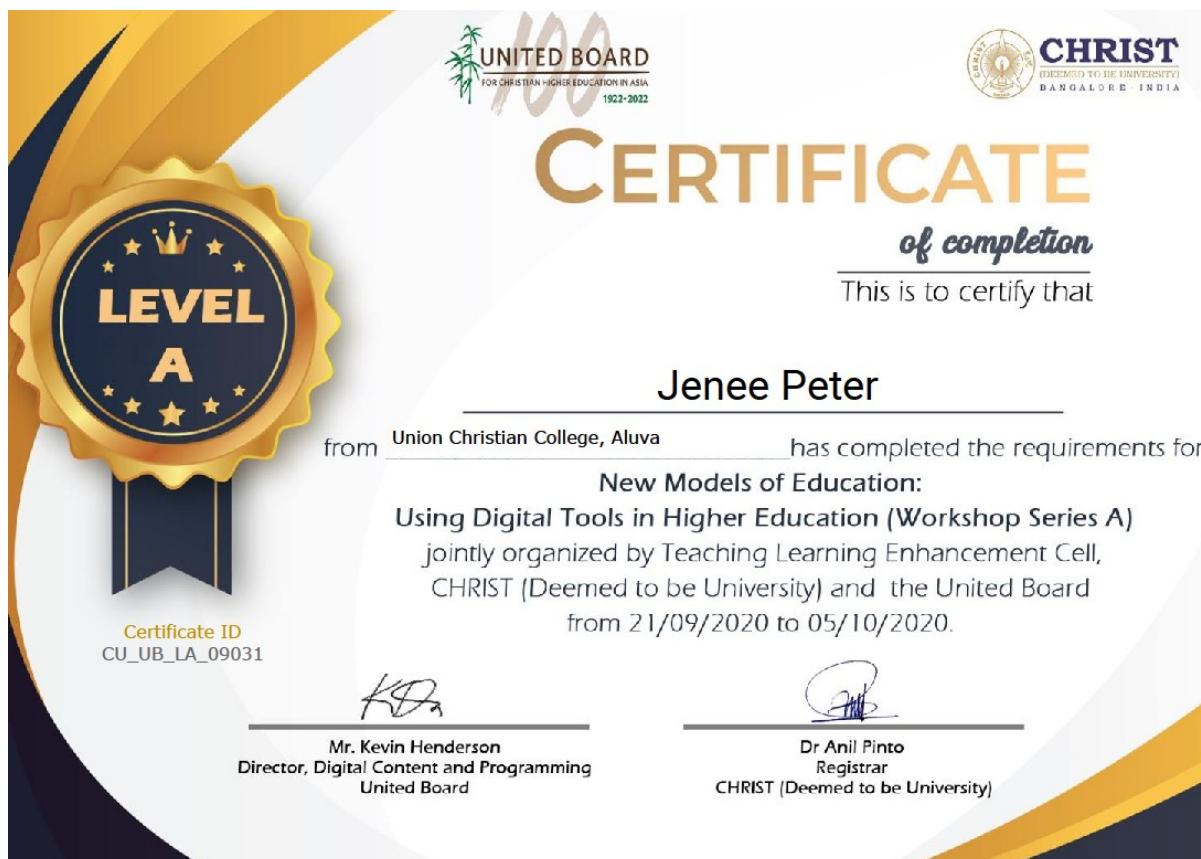 100
UNITED BOARD
FOR CHRISTIAN HIGHER EDUCATION IN ASIA
1922-2022
CHRIST
(DEEMED TO BE UNIVERSITY)
BANGALORE · INDIA
CERTIFICATE
of completion
This is to certify that
LEVEL
A
Jenee Peter
from Union Christian College, Aluva has completed the requirements for
New Models of Education:
Using Digital Tools in Higher Education (Workshop Series A)
jointly organized by Teaching Learning Enhancement Cell,
CHRIST (Deemed to be University) and the United Board
from 21/09/2020 to 05/10/2020.
Certificate ID
CU_UB_LA_09031
Mr. Kevin Henderson
Director, Digital Content and Programming
United Board
Dr Anil Pinto
Registrar
CHRIST (Deemed to be University)